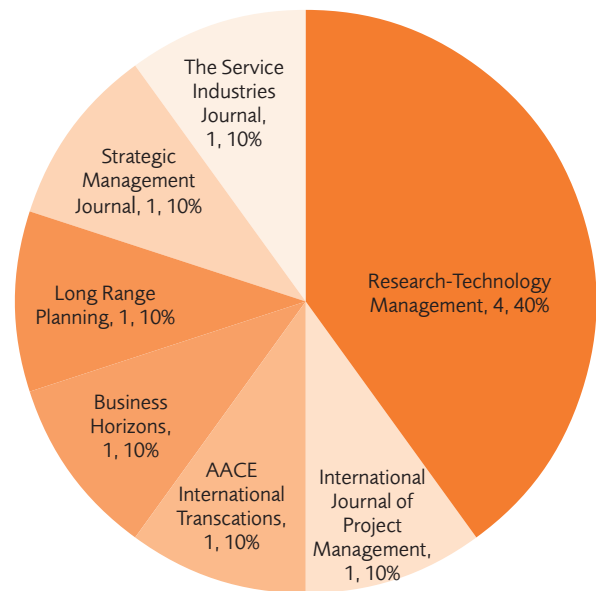 The Service
Industries
Journal,
1, 10%
Strategic
Management
Journal, 1, 10%
Research-Technology
Management, 4, 40%
Long Range
Planning, 1, 10%
Business
Horizons,
1, 10%
AACE
International
Transcations,
1, 10%
International
Journal of
Project
Management,
1, 10%